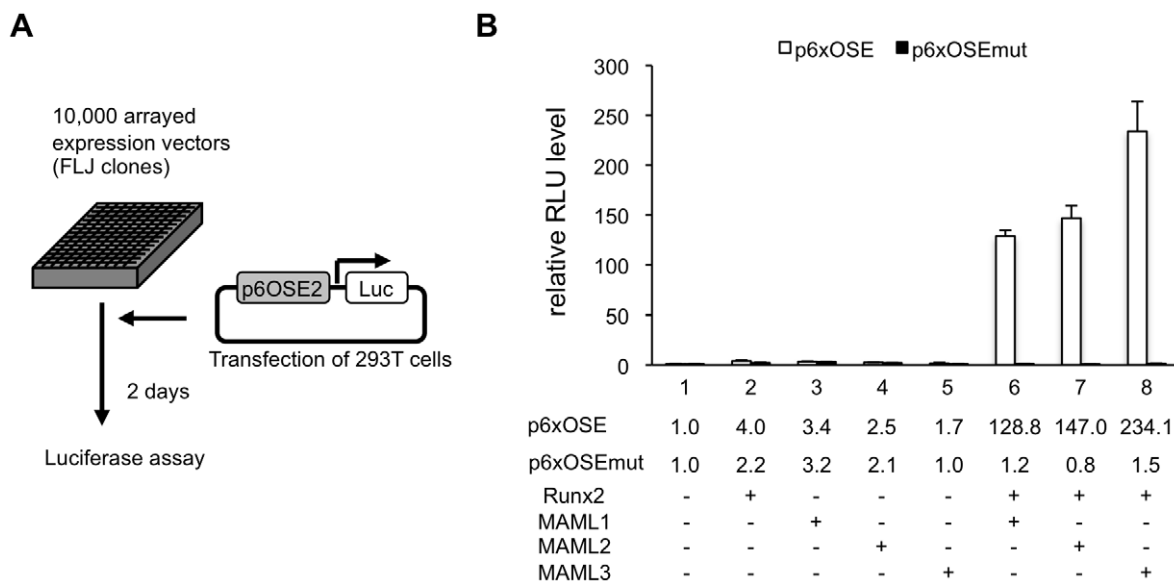 A
10,000 arrayed
expression vectors
(FLJ clones)
p6OSE2
Luc
Transfection of 293T cells
2 days
Luciferase assay
B
p6xOSE p6xOSEmut
relative RLU level
300
250
200
150
100
50
0
1 2 3 4 5 6 7 8
p6xOSE 1.0 4.0 3.4 2.5 1.7 128.8 147.0 234.1
p6xOSEmut 1.0 2.2 3.2 2.1 1.0 1.2 0.8 1.5
Runx2 - + - - - + + +
MAML1 - - + - - + - -
MAML2 - - - + - - + -
MAML3 - - - - + - - +